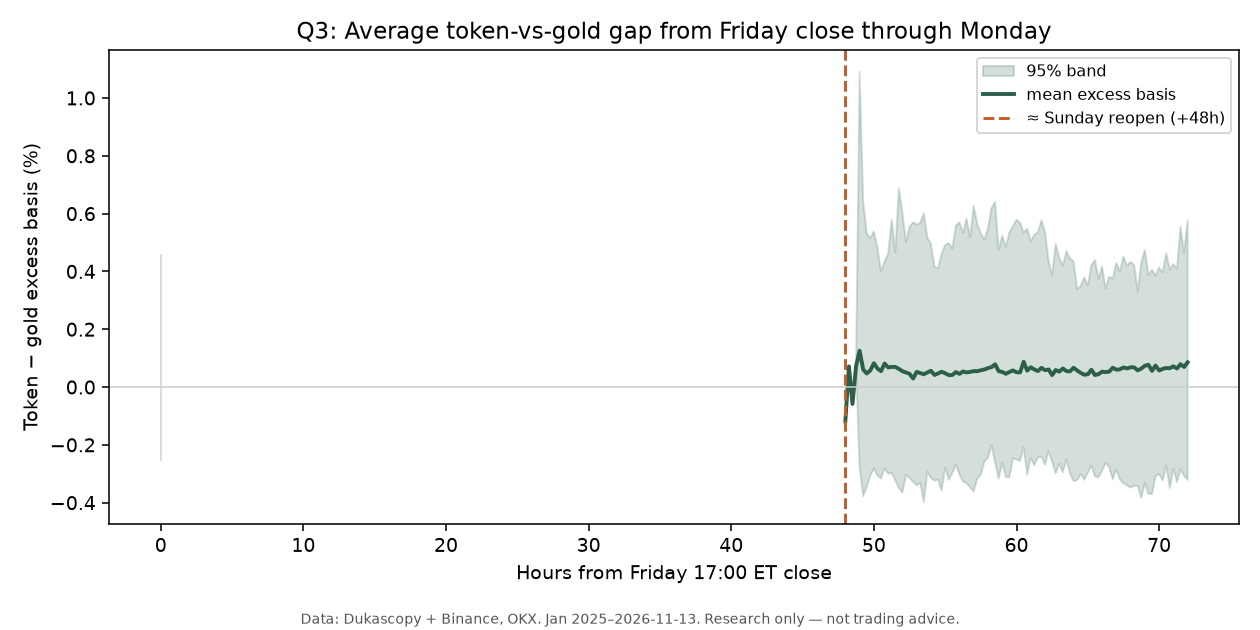 Q3: Average token-vs-gold gap from Friday close through Monday
Token − gold excess basis (%)
1.0
0.8
0.6
0.4
0.2
0.0
−0.2
−0.4
95% band
mean excess basis
≈ Sunday reopen (+48h)
0 10 20 30 40 50 60 70
Hours from Friday 17:00 ET close
Data: Dukascopy + Binance, OKX. Jan 2025–2026-11-13. Research only — not trading advice.